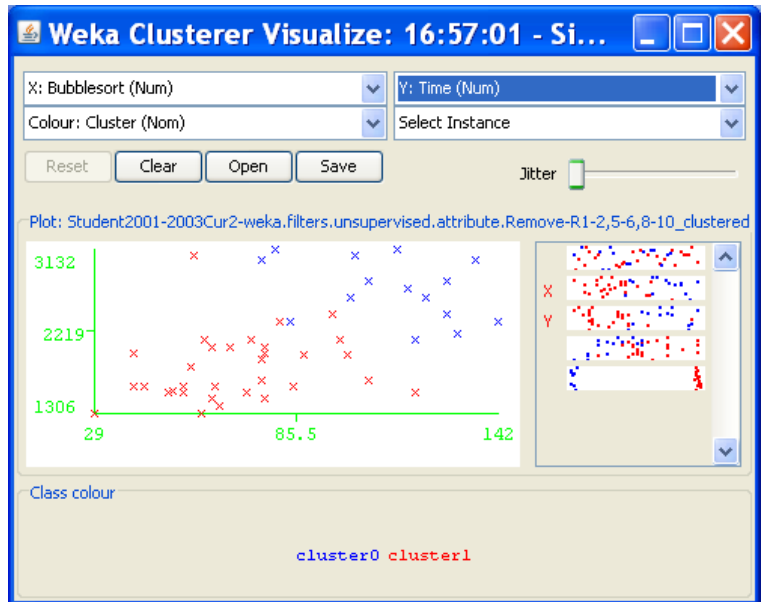 Weka Clusterer Visualize: 16:57:01 - Si...
X: Bubblesort (Num)
Y: Time (Num)
Colour: Cluster (Nom)
Select Instance
Reset
Clear
Open
Save
Jitter
Plot: Student2001-2003Cur2-weka.filters.unsupervised.attribute.Remove-R1-2,5-6,8-10_clustered
3132
2219
1306
29
85.5
142
X
Y
Class colour
cluster0 cluster1